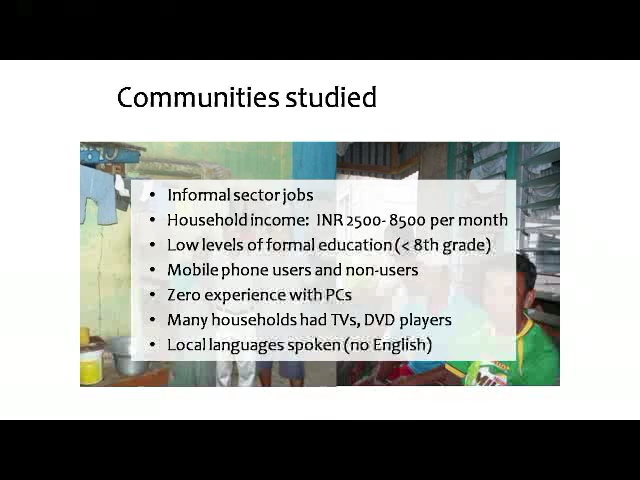 Communities studied
• Informal sector jobs
• Household income: INR 2500- 8500 per month
• Low levels of formal education (< 8th grade)
• Mobile phone users and non-users
• Zero experience with PCs
• Many households had TVs, DVD players
• Local languages spoken (no English)